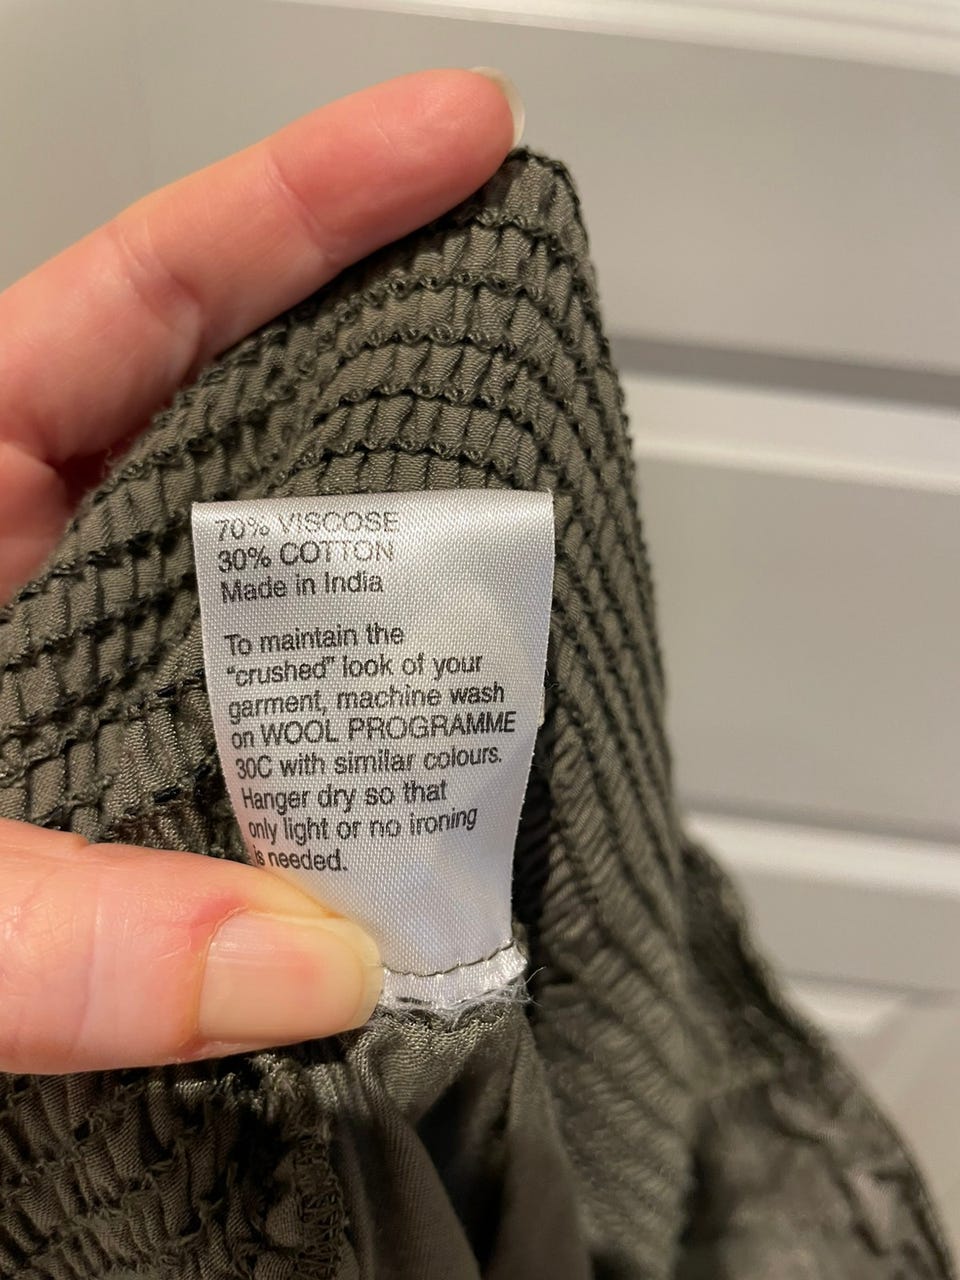 70% VISCOSE
30% COTTON
Made in India
To maintain the
"crushed" look of your
garment, machine wash
on WOOL PROGRAMME
30C with similar colours.
Hanger dry so that
only light or no ironing
is needed.